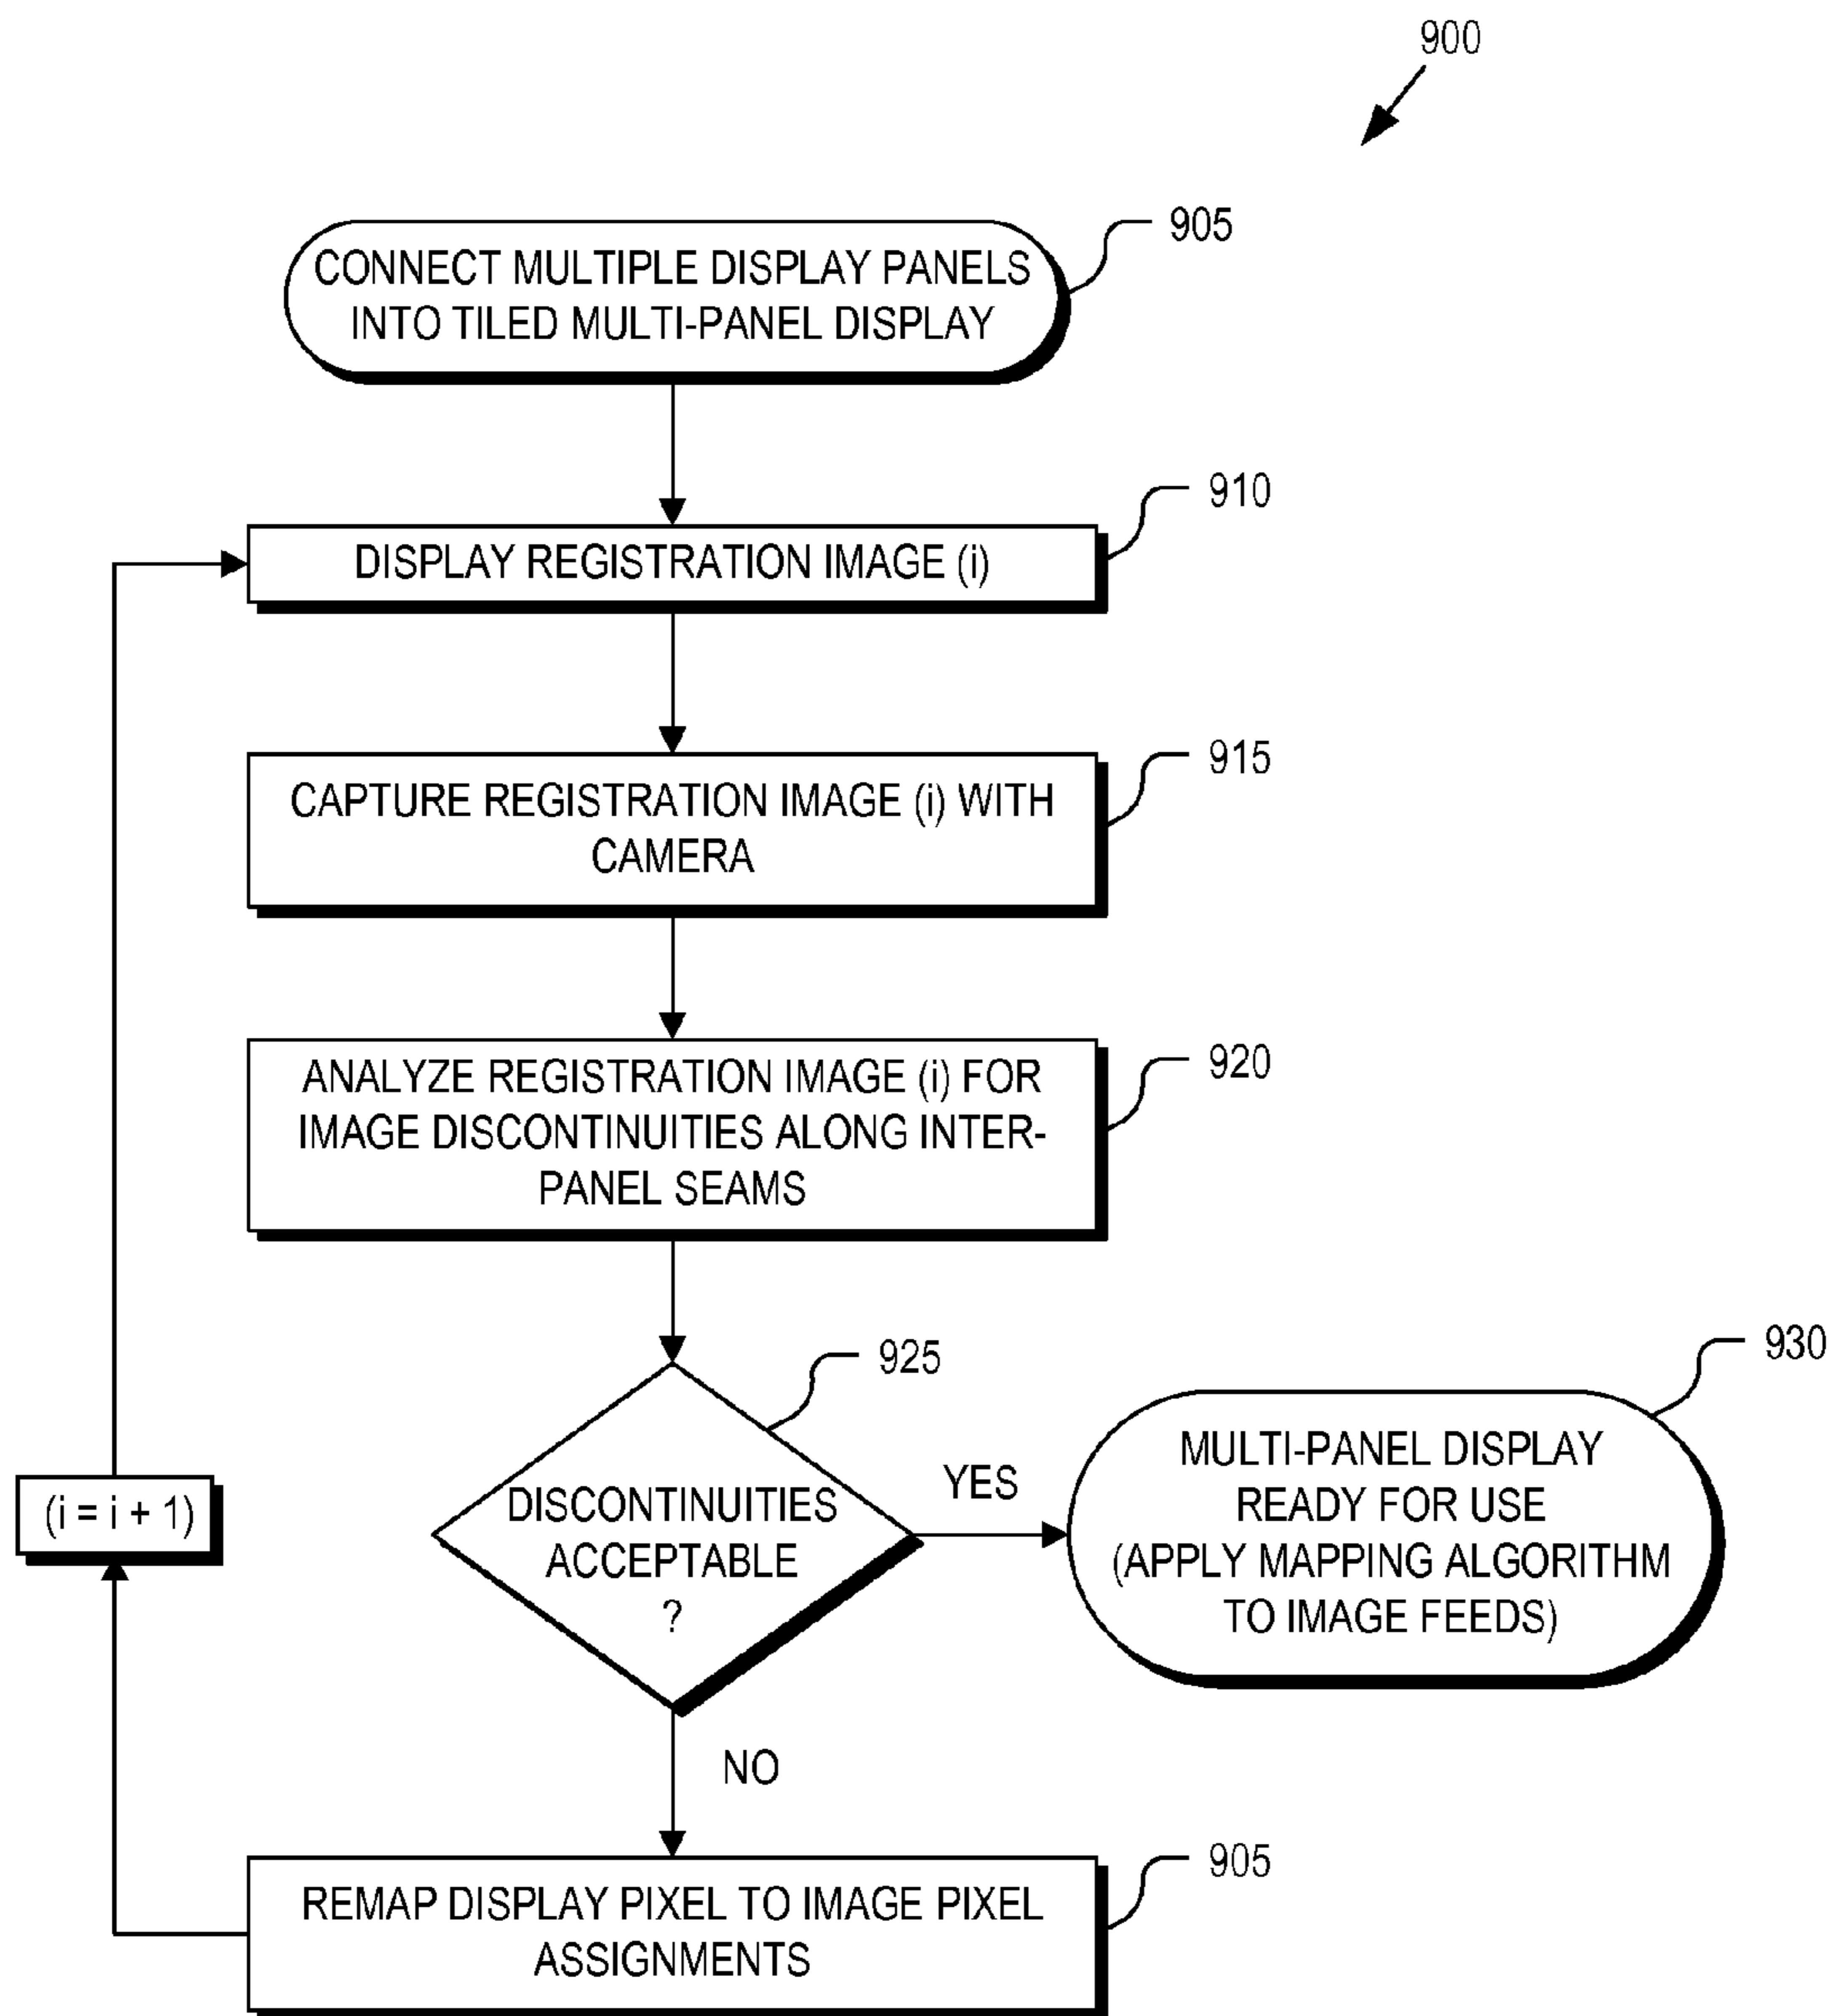 900
CONNECT MULTIPLE DISPLAY PANELS
INTO TILED MULTI-PANEL DISPLAY
905
DISPLAY REGISTRATION IMAGE (i)
910
CAPTURE REGISTRATION IMAGE (i) WITH
CAMERA
915
ANALYZE REGISTRATION IMAGE (i) FOR
IMAGE DISCONTINUITIES ALONG INTER-
PANEL SEAMS
920
DISCONTINUITIES
ACCEPTABLE
?
925
YES
MULTI-PANEL DISPLAY
READY FOR USE
(APPLY MAPPING ALGORITHM
TO IMAGE FEEDS)
930
NO
REMAP DISPLAY PIXEL TO IMAGE PIXEL
ASSIGNMENTS
905
(i = i + 1)